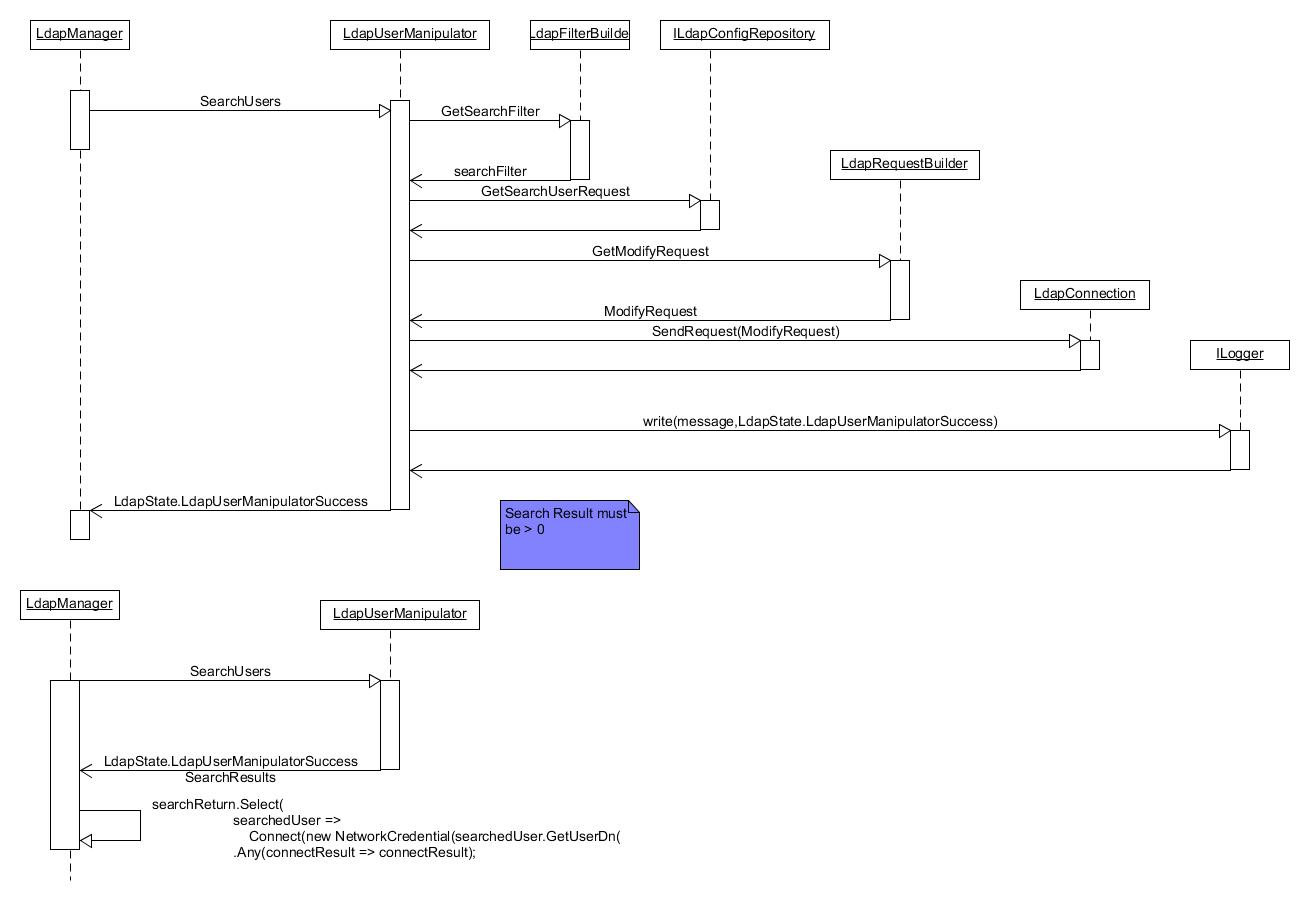 LdapManager
LdapUserManipulator
LdapFilterBuilde
ILdapConfigRepository
SearchUsers
GetSearchFilter
LdapRequestBuilder
searchFilter
GetSearchUserRequest
GetModifyRequest
LdapConnection
ModifyRequest
SendRequest(ModifyRequest)
ILogger
write(message,LdapState.LdapUserManipulatorSuccess)
LdapState.LdapUserManipulatorSuccess
Search Result must
be > 0
LdapManager
LdapUserManipulator
SearchUsers
LdapState.LdapUserManipulatorSuccess
SearchResults
searchReturn.Select(
searchedUser =>
Connect(new NetworkCredential(searchedUser.GetUserDn(
.Any(connectResult => connectResult);